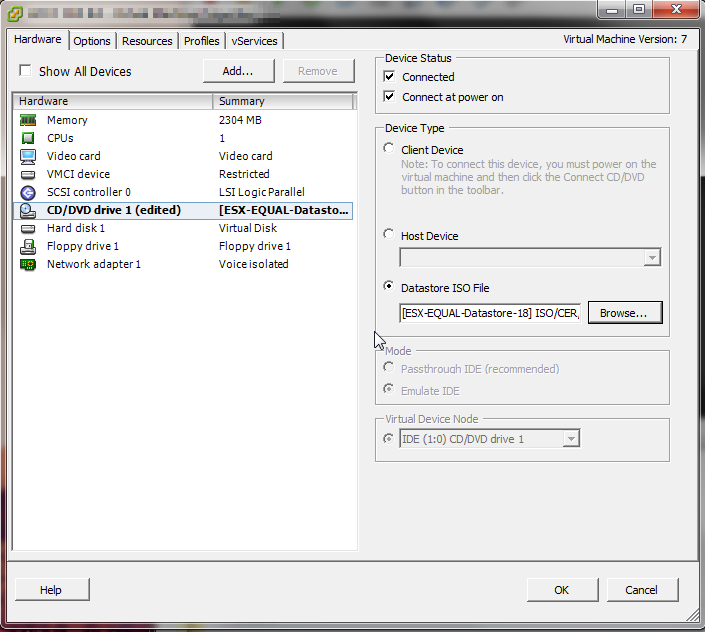 Hardware Options Resources Profiles vServices Virtual Machine Version: 7
Show All Devices Add... Remove
Hardware Summary
Memory 2304 MB
CPUs 1
Video card Video card
VMCI device Restricted
SCSI controller 0 LSI Logic Parallel
CD/DVD drive 1 (edited) [ESX-EQUAL-Datasto...
Hard disk 1 Virtual Disk
Floppy drive 1 Floppy drive 1
Network adapter 1 Voice isolated
Device Status
Connected
Connect at power on
Device Type
Client Device
Note: To connect this device, you must power on the
virtual machine and then click the Connect CD/DVD
button in the toolbar.
Host Device
Datastore ISO File
[ESX-EQUAL-Datastore-18] ISO/CER, Browse...
Mode
Passthrough IDE (recommended)
Emulate IDE
Virtual Device Node
IDE (1:0) CD/DVD drive 1
Help OK Cancel